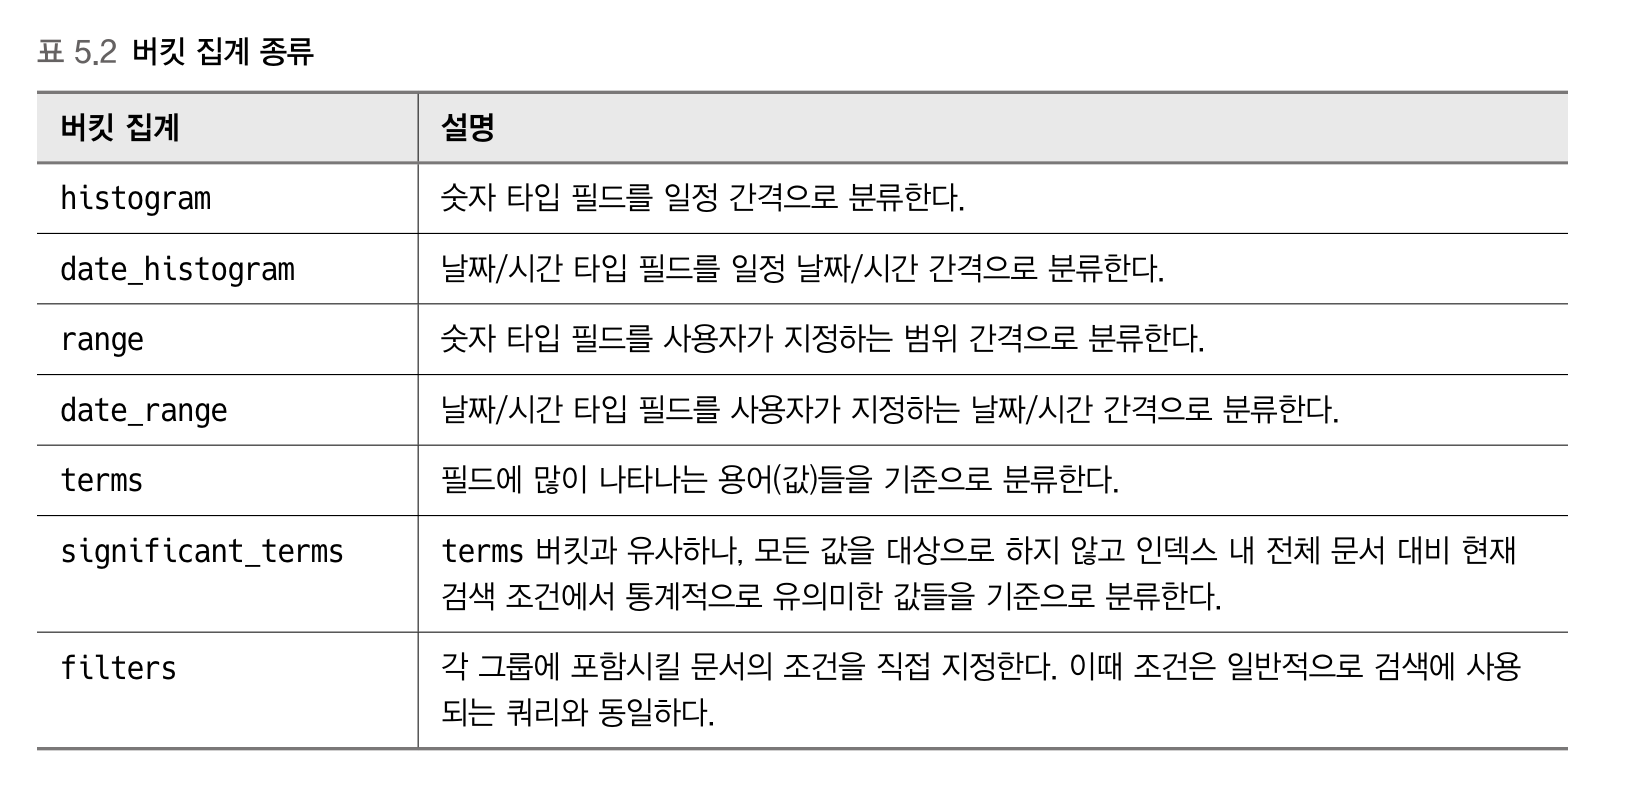 표 5.2 버킷 집계 종류
버킷 집계 설명
histogram 숫자 타입 필드를 일정 간격으로 분류한다.
date_histogram 날짜/시간 타입 필드를 일정 날짜/시간 간격으로 분류한다.
range 숫자 타입 필드를 사용자가 지정하는 범위 간격으로 분류한다.
date_range 날짜/시간 타입 필드를 사용자가 지정하는 날짜/시간 간격으로 분류한다.
terms 필드에 많이 나타나는 용어(값)들을 기준으로 분류한다.
significant_terms terms 버킷과 유사하나, 모든 값을 대상으로 하지 않고 인덱스 내 전체 문서 대비 현재
검색 조건에서 통계적으로 유의미한 값들을 기준으로 분류한다.
filters 각 그룹에 포함시킬 문서의 조건을 직접 지정한다. 이때 조건은 일반적으로 검색에 사용
되는 쿼리와 동일하다.